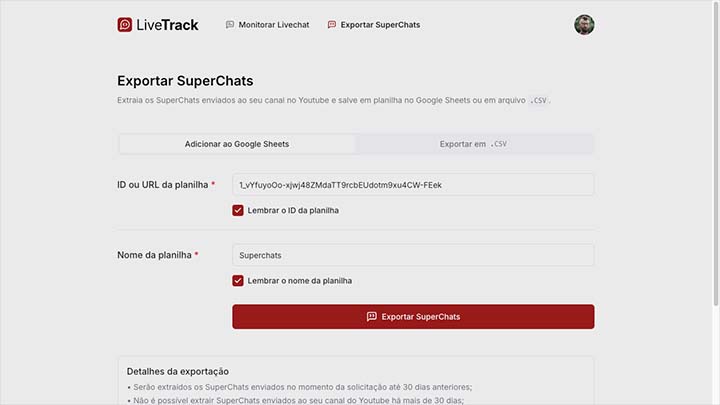 LiveTrack
Monitorar Livechat
Exportar SuperChats
Exportar SuperChats
Extraia os SuperChats enviados ao seu canal no Youtube e salve em planilha no Google Sheets ou em arquivo .CSV.
Adicionar ao Google Sheets
Exportar em .CSV
ID ou URL da planilha *
1_vYfuyoOo-xjwj48ZMdaTT9rcbEUdotm9xu4CW-FEek
Lembrar o ID da planilha
Nome da planilha *
Superchats
Lembrar o nome da planilha
Exportar SuperChats
Detalhes da exportação
• Serão extraídos os SuperChats enviados no momento da solicitação até 30 dias anteriores;
• Não é possível extrair SuperChats enviados ao seu canal do Youtube há mais de 30 dias;